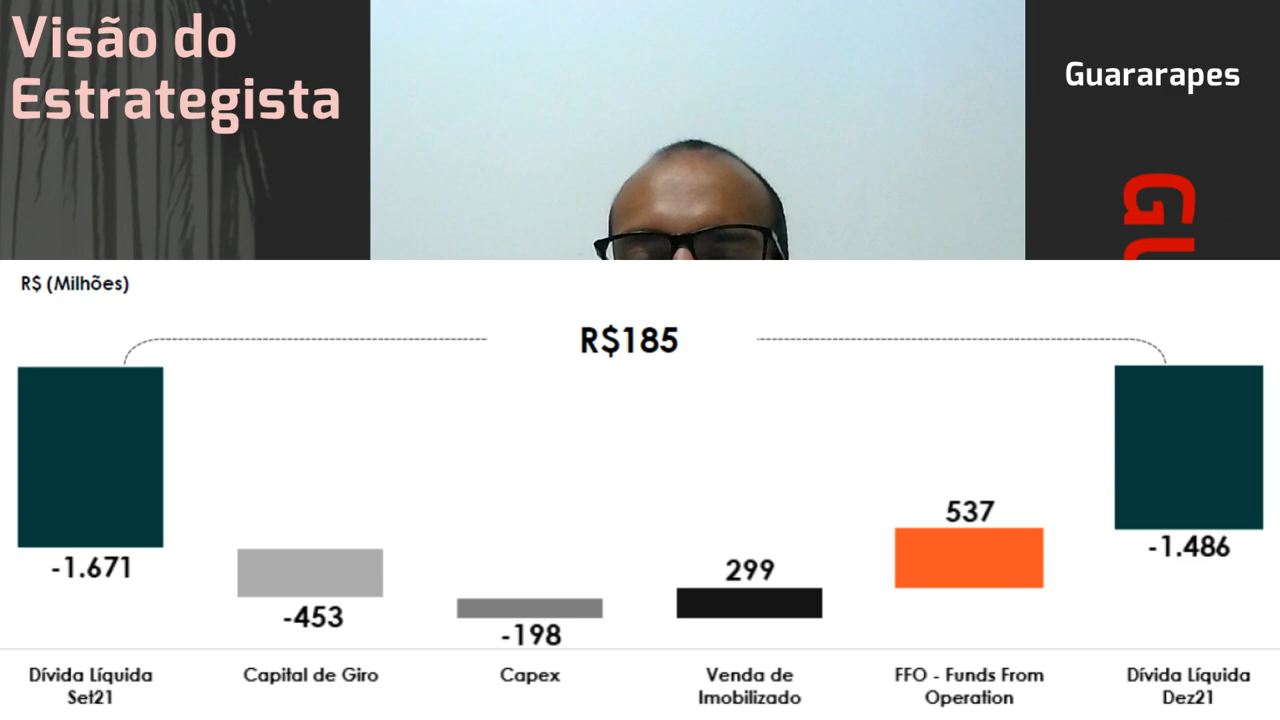 Visão do
Estrategista
Guararapes
GU
R$ (Milhões)
R$185
-1.671
-453
-198
299
537
-1.486
Dívida Líquida
Set21
Capital de Giro
Capex
Venda de
Imobilizado
FFO - Funds From
Operation
Dívida Líquida
Dez21